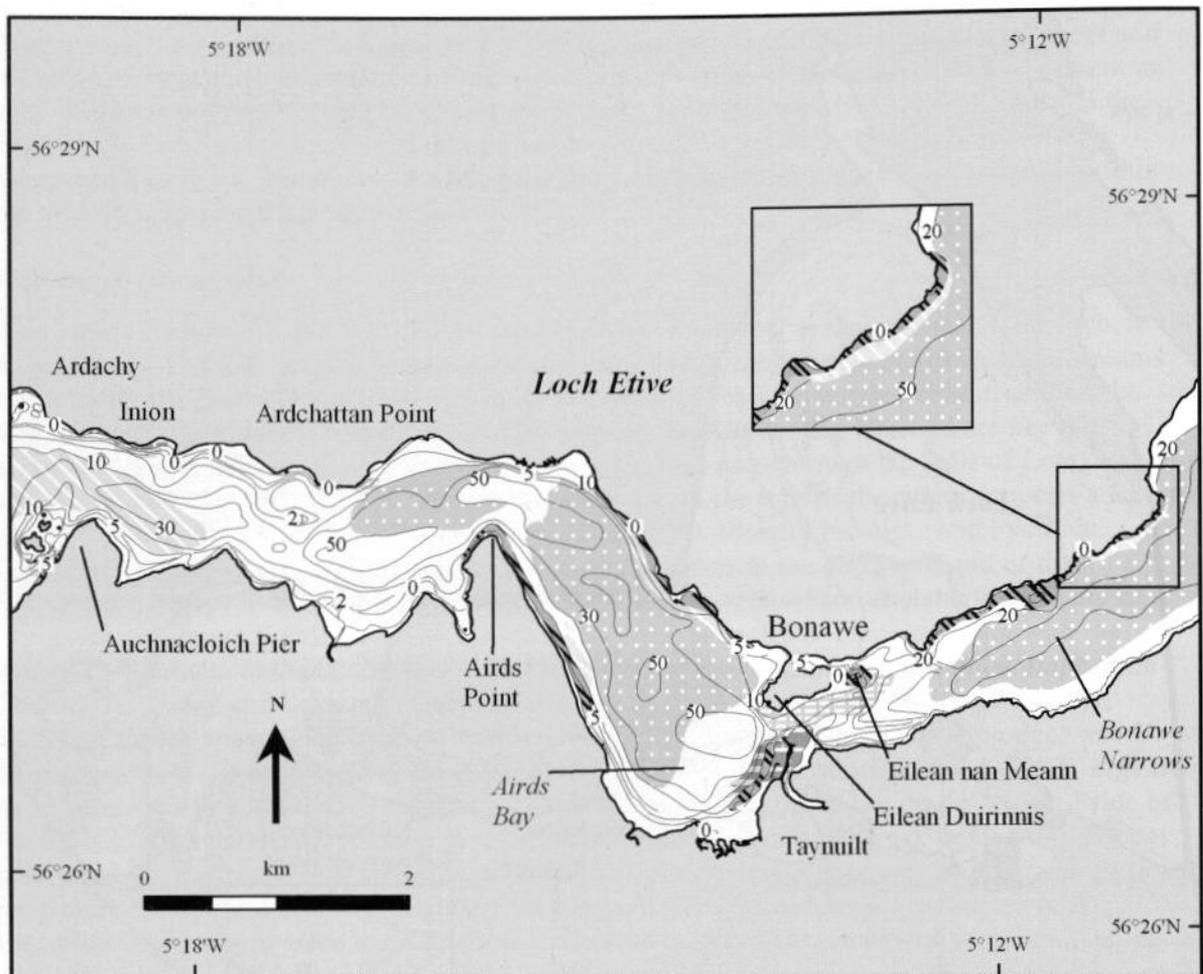 5°18'W
5°12'W
56°29'N
56°29'N
20
0
50
20
Loch Etive
Ardachy
Inion
Ardchattan Point
0
10
0
0
0
50
5
10
20
10
5
30
2
50
0
0
5
2
0
30
Auchnacloich Pier
Airds
Point
Bonawe
50
5
5
0
20
20
10
50
5
Bonawe
Narrows
Eilean nan Meann
Airds
Bay
Eilean Duirinnis
0
Taynuilt
N
56°26'N
km
0
2
56°26'N
5°18'W
5°12'W